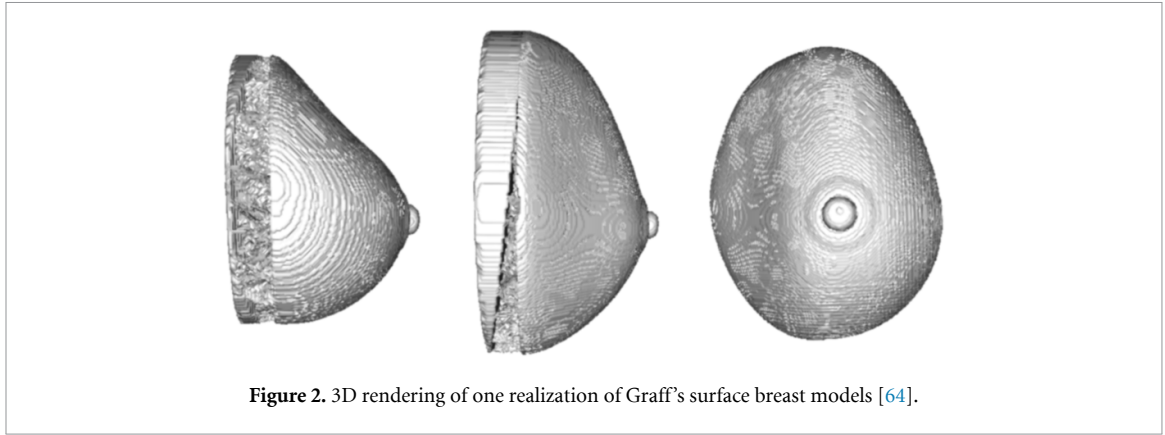 Figure 2. 3D rendering of one realization of Graff's surface breast models [64].